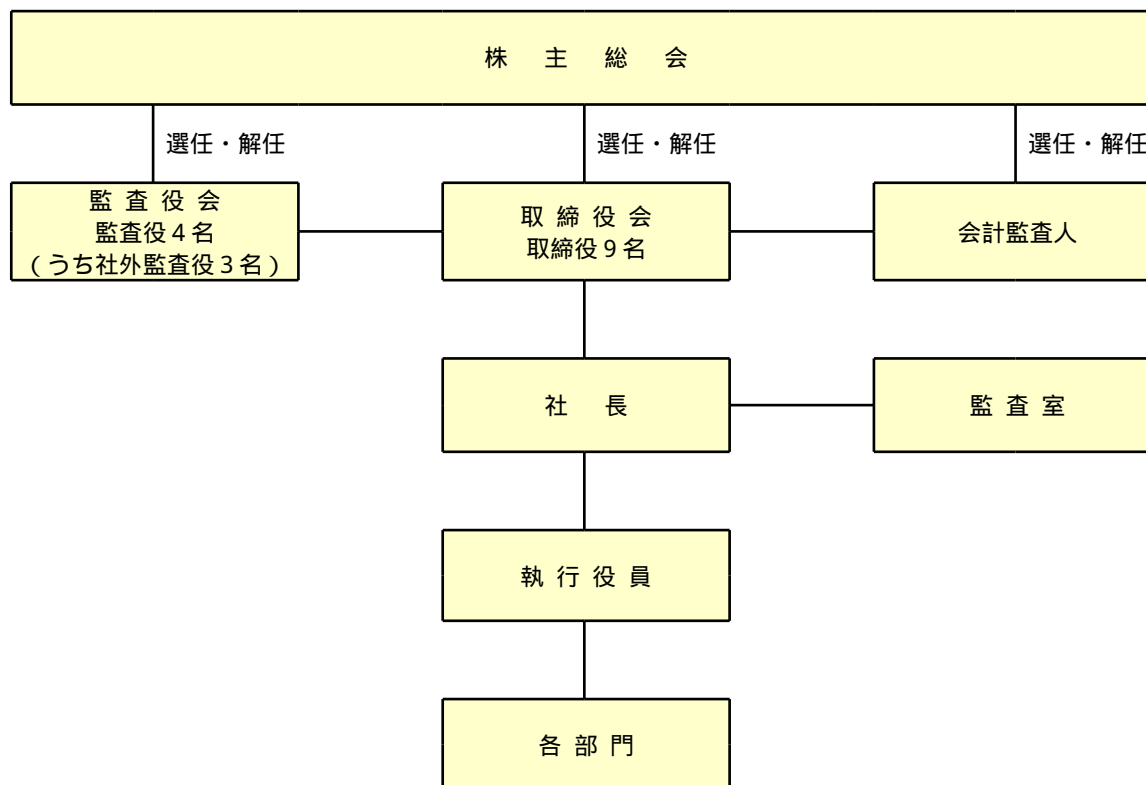 株 主 総 会
選任・解任
選任・解任
選任・解任
監 査 役 会
監査役4名
(うち社外監査役3名)
取 締 役 会
取締役9名
会計監査人
社 長
監 査 室
執 行 役 員
各 部 門